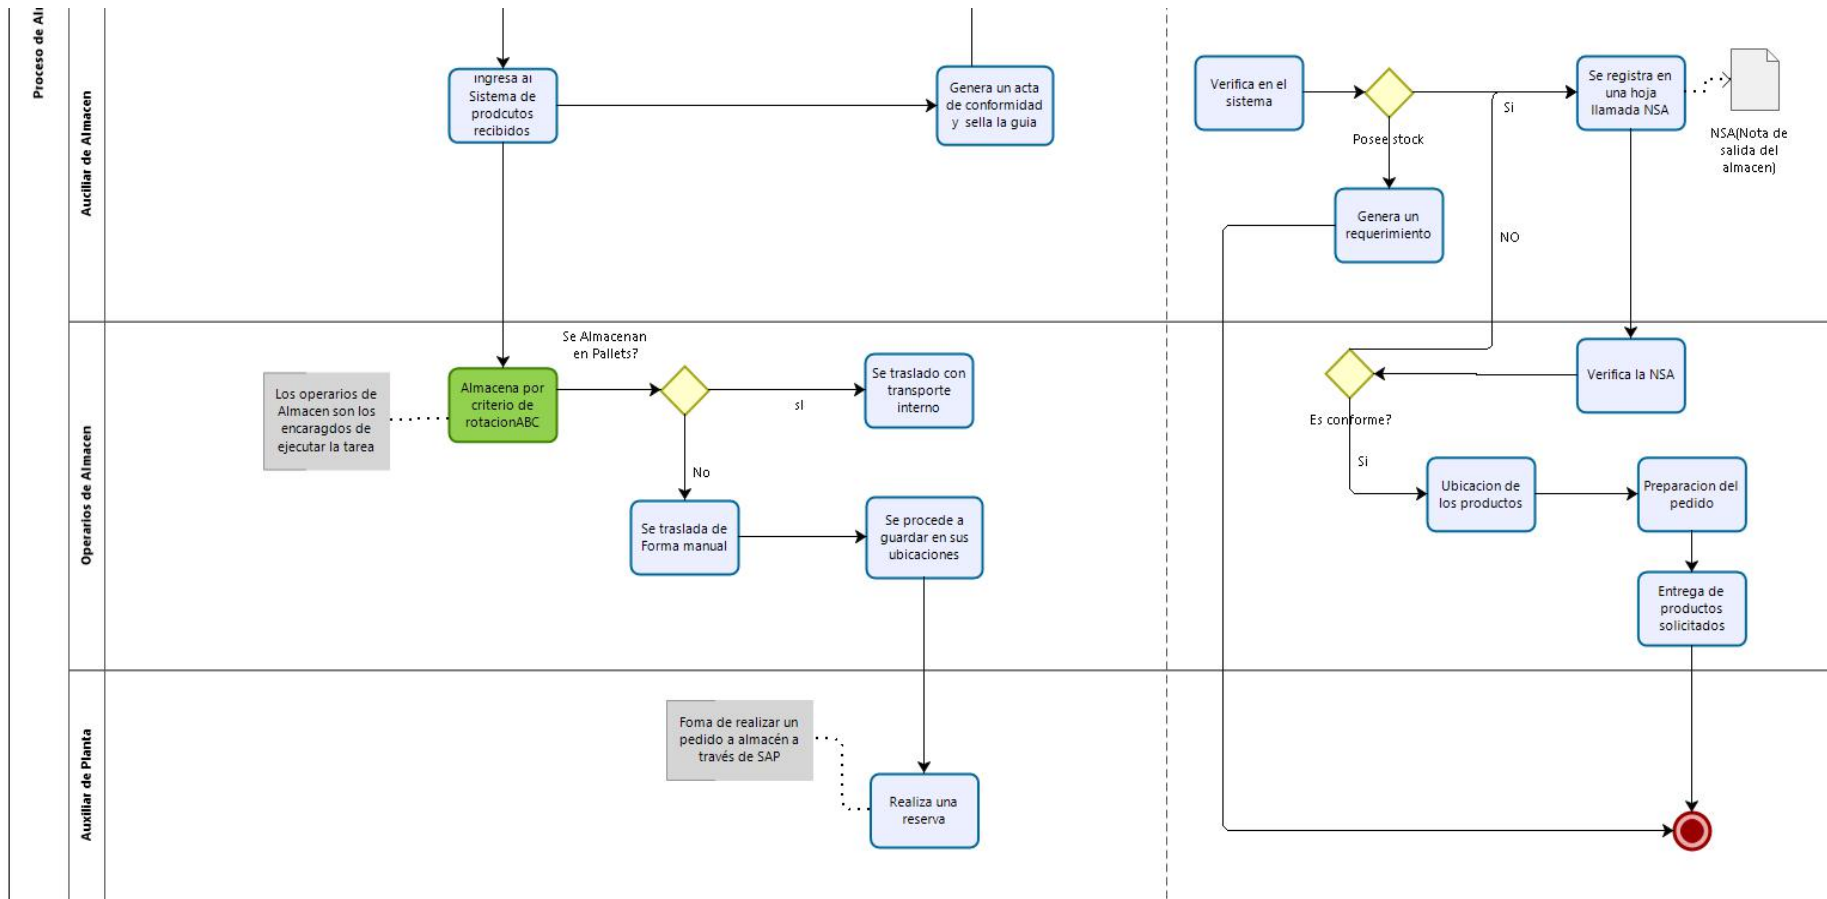 Proceso de Al
Auciliar de Almacen
Ingresa al
Sistema de
prodcutos
recibidos
Genera un acta
de conformidad
y sella la guia
Verifica en el
sistema
Posee stock
Si
Se registra en
una hoja
llamada NSA
NSA(Nota de
salida del
almacen)
Genera un
requerimiento
NO
Operarios de Almacen
Los operarios de
Almacen son los
encaragdos de
ejecutar la tarea
Almacena por
criterio de
rotacionABC
Se Almacenan
en Pallets?
sI
Se traslado con
transporte
interno
No
Se traslada de
Forma manual
Se procede a
guardar en sus
ubicaciones
Verifica la NSA
Es conforme?
Si
Ubicacion de
los productos
Preparacion del
pedido
Entrega de
productos
solicitados
Auxiliar de Planta
Foma de realizar un
pedido a almacén a
través de SAP
Realiza una
reserva